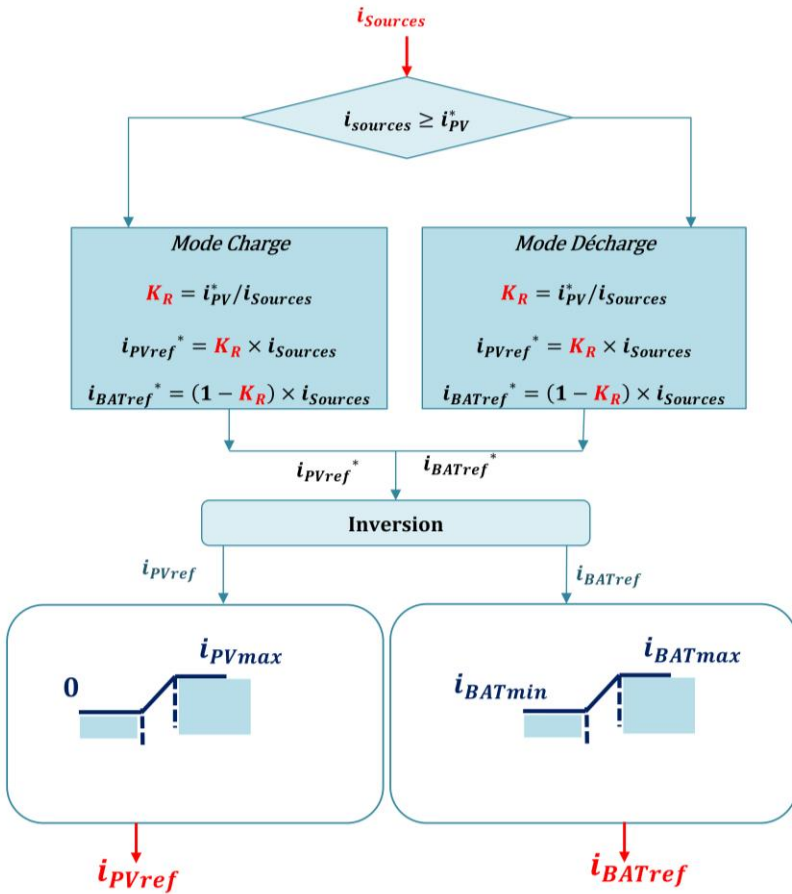 i_Sources
i_sources ≥ i*_PV
Mode Charge
K_R = i*_PV/i_Sources
i_PVref* = K_R × i_Sources
i_BATref* = (1 − K_R) × i_Sources
Mode Décharge
K_R = i*_PV/i_Sources
i_PVref* = K_R × i_Sources
i_BATref* = (1 − K_R) × i_Sources
i_PVref* i_BATref*
Inversion
i_PVref i_BATref
0 i_PVmax
i_BATmin i_BATmax
i_PVref i_BATref